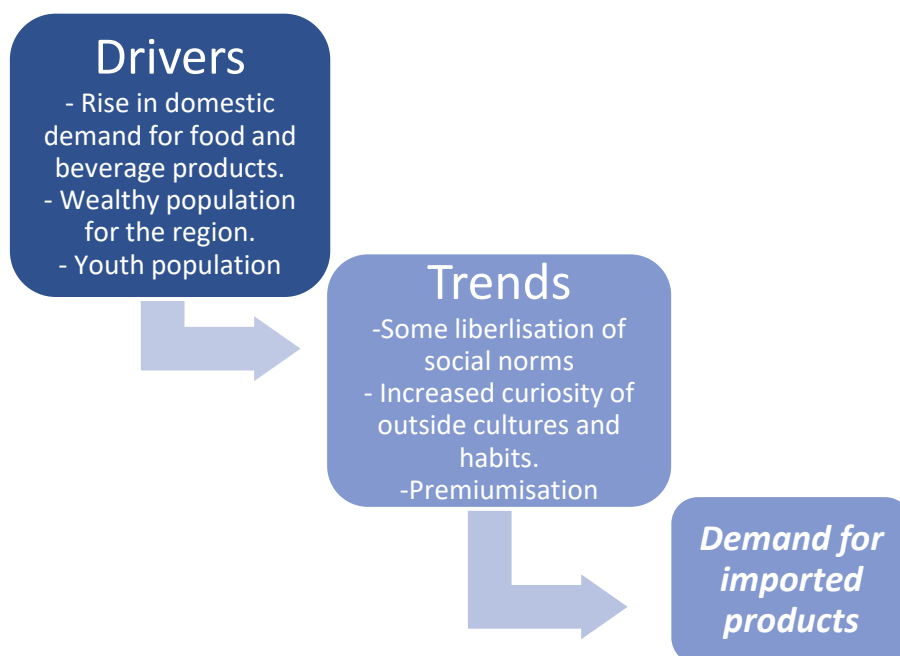 Drivers
- Rise in domestic
demand for food and
beverage products.
- Wealthy population
for the region.
- Youth population
Trends
-Some liberlisation of
social norms
- Increased curiosity of
outside cultures and
habits.
-Premiumisation
Demand for
imported
products